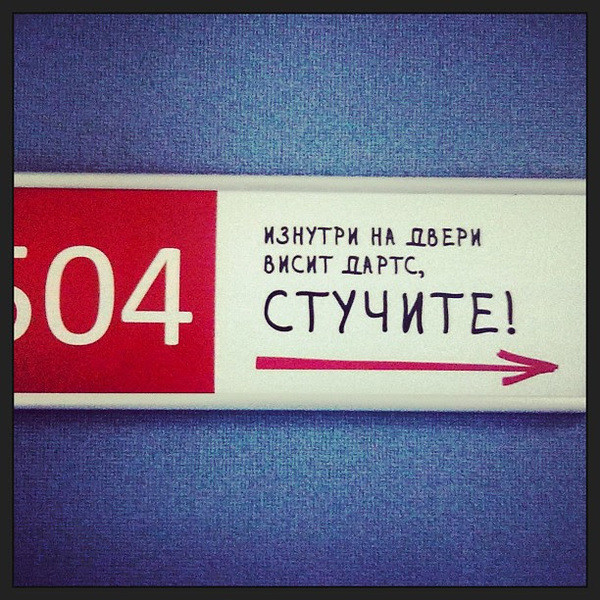 504
ИЗНУТРИ НА ДВЕРИ
ВИСИТ ДАРТС,
СТУЧИТЕ!